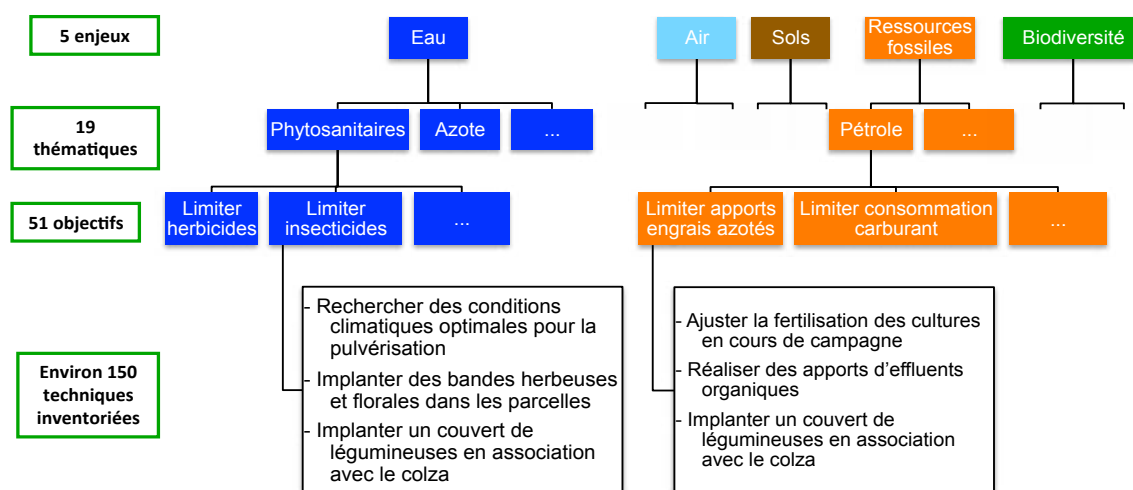 5 enjeux
Eau
Air
Sols
Ressources
fossiles
Biodiversité
19
thématiques
Phytosanitaires
Azote
...
Pétrole
...
51 objectifs
Limiter
herbicides
Limiter
insecticides
...
Limiter apports
engrais azotés
Limiter consommation
carburant
...
Environ 150
techniques
inventoriées
- Rechercher des conditions
climatiques optimales pour la
pulvérisation
- Implanter des bandes herbeuses
et florales dans les parcelles
- Implanter un couvert de
légumineuses en association
avec le colza
- Ajuster la fertilisation des cultures
en cours de campagne
- Réaliser des apports d’effluents
organiques
- Implanter un couvert de
légumineuses en association
avec le colza